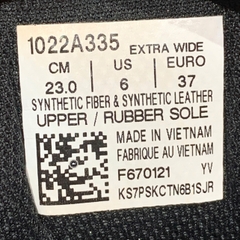 1022A335 EXTRA WIDE
CM US EURO
23.0 6 37
SYNTHETIC FIBER & SYNTHETIC LEATHER
UPPER / RUBBER SOLE
MADE IN VIETNAM
FABRIQUE AU VIETNAM
F670121 YV
KS7PSKCTN6B1SJR